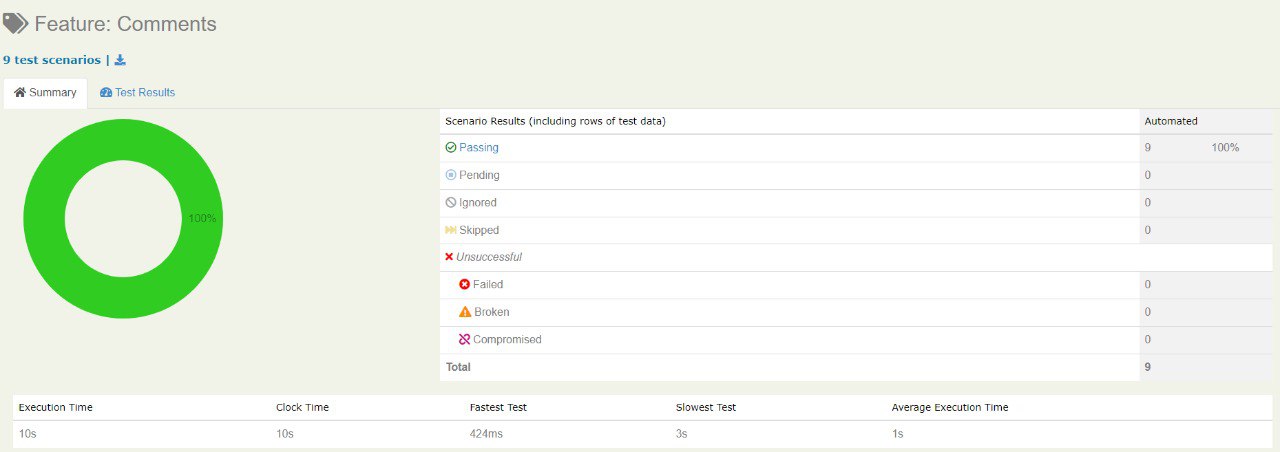 Feature: Comments
9 test scenarios |
Summary Test Results
100%
Scenario Results (including rows of test data) Automated
Passing 9 100%
Pending 0
Ignored 0
Skipped 0
Unsuccessful
Failed 0
Broken 0
Compromised 0
Total 9
Execution Time Clock Time Fastest Test Slowest Test Average Execution Time
10s 10s 424ms 3s 1s